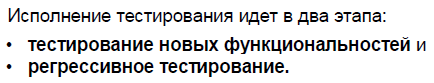 Исполнение тестирования идет в два этапа:
• тестирование новых функциональностей и
• регрессивное тестирование.